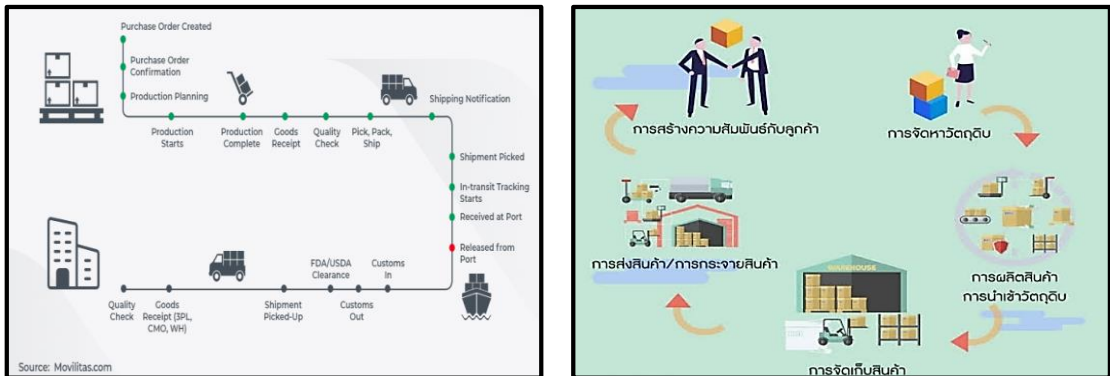 Purchase Order Created
Purchase Order
Confirmation
Production Planning
Production
Starts
Production
Complete
Goods
Receipt
Quality
Check
Pick, Pack,
Ship
Shipping Notification
Shipment Picked
In-transit Tracking
Starts
Received at Port
Released from
Port
Customs
In
Customs
Out
FDA/USDA
Clearance
Shipment
Picked-Up
Goods
Receipt (3PL,
CMO, WH)
Quality
Check
Source: Movilitas.com
การสร้างความสัมพันธ์กับลูกค้า
การจัดหาวัตถุดิบ
การส่งสินค้า/การกระจายสินค้า
WAREHOUSE
การผลิตสินค้า
การนำเข้าวัตถุดิบ
การจัดเก็บสินค้า